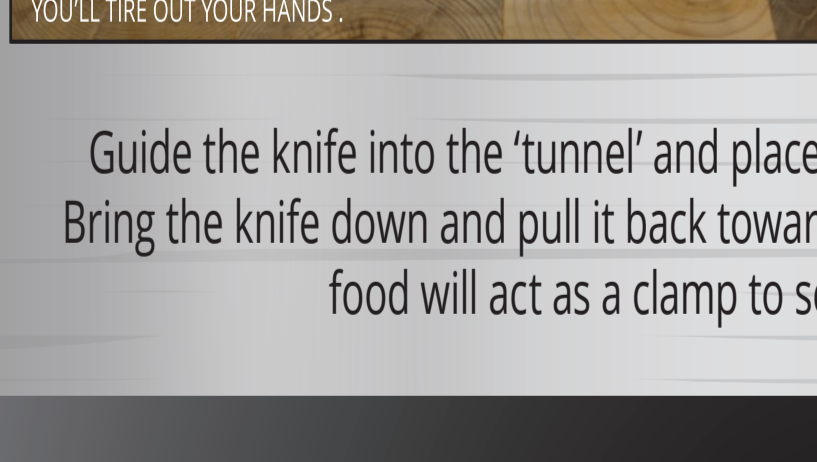 YOU'LL TIRE OUT YOUR HANDS .
Guide the knife into the ‘tunnel’ and place
Bring the knife down and pull it back
food will act as a clamp to